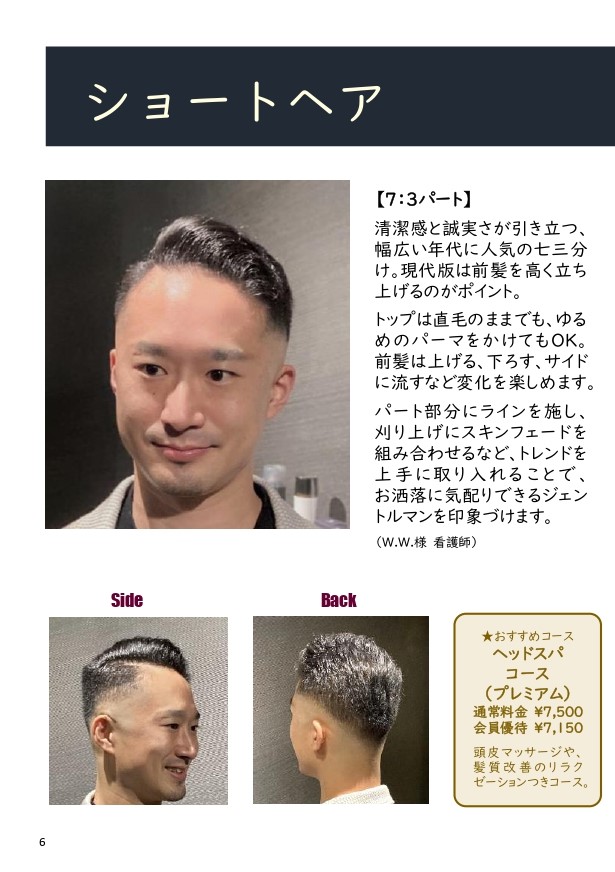 ショートヘア
【7:3パート】
清潔感と誠実さが引き立つ、
幅広い年代に人気の七三分
け。現代版は前髪を高く立ち
上げるのがポイント。
トップは直毛のままでも、ゆる
めのパーマをかけてもOK。
前髪は上げる、下ろす、サイド
に流すなど変化を楽しめます。
パート部分にラインを施し、
刈り上げにスキンフェードを
組み合わせるなど、トレンドを
上手に取り入れることで、
お洒落に気配りできるジェン
トルマンを印象づけます。
（W.W.様 看護師）
Side
Back
★おすすめコース
ヘッドスパ
コース
（プレミアム）
通常料金 ¥7,500
会員優待 ¥7,150
頭皮マッサージや、
髪質改善のリラク
ゼーションつきコース。
6